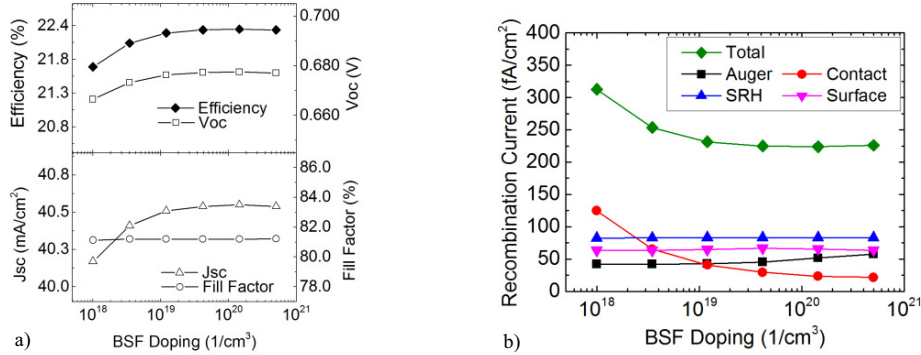 22.4
21.8
21.3
20.8
Efficiency (%)
0.700
0.680
0.660
Voc (V)
Efficiency
Voc
40.8
40.5
40.3
40.0
Jsc (mA/cm²)
86.0
84.0
82.0
80.0
78.0
Fill Factor (%)
Jsc
Fill Factor
10¹⁸ 10¹⁹ 10²⁰ 10²¹
BSF Doping (1/cm³)
a)
400
350
300
250
200
150
100
50
0
Recombination Current (fA/cm²)
Total
Auger Contact
SRH Surface
10¹⁸ 10¹⁹ 10²⁰ 10²¹
BSF Doping (1/cm³)
b)